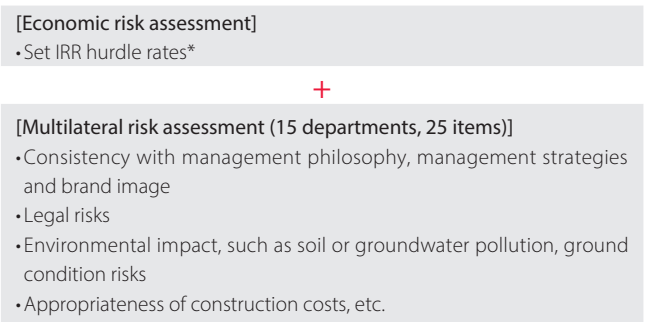 [Economic risk assessment]
・Set IRR hurdle rates*
+
[Multilateral risk assessment (15 departments, 25 items)]
・Consistency with management philosophy, management strategies
and brand image
・Legal risks
・Environmental impact, such as soil or groundwater pollution, ground
condition risks
・Appropriateness of construction costs, etc.